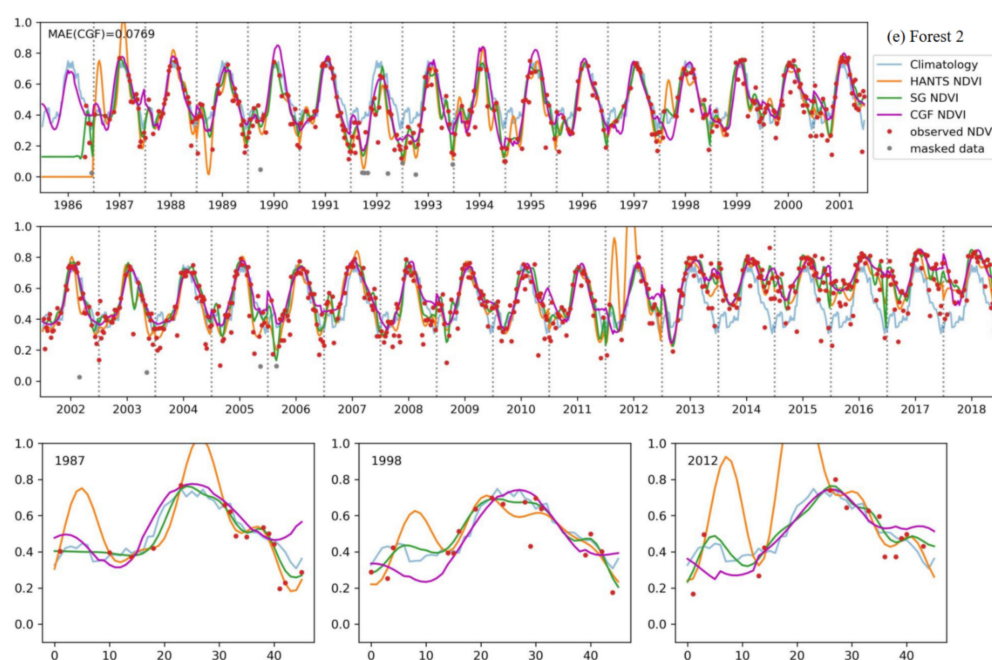 1.0
0.8
0.6
0.4
0.2
0.0
MAE(CGF)=0.0769
1986 1987 1988 1989 1990 1991 1992 1993 1994 1995 1996 1997 1998 1999 2000 2001
(e) Forest 2
Climatology
HANTS NDVI
SG NDVI
CGF NDVI
observed NDV
masked data
1.0
0.8
0.6
0.4
0.2
0.0
2002 2003 2004 2005 2006 2007 2008 2009 2010 2011 2012 2013 2014 2015 2016 2017 2018
1.0
0.8
0.6
0.4
0.2
0.0
1987
0 10 20 30 40
1.0
0.8
0.6
0.4
0.2
0.0
1998
0 10 20 30 40
1.0
0.8
0.6
0.4
0.2
0.0
2012
0 10 20 30 40